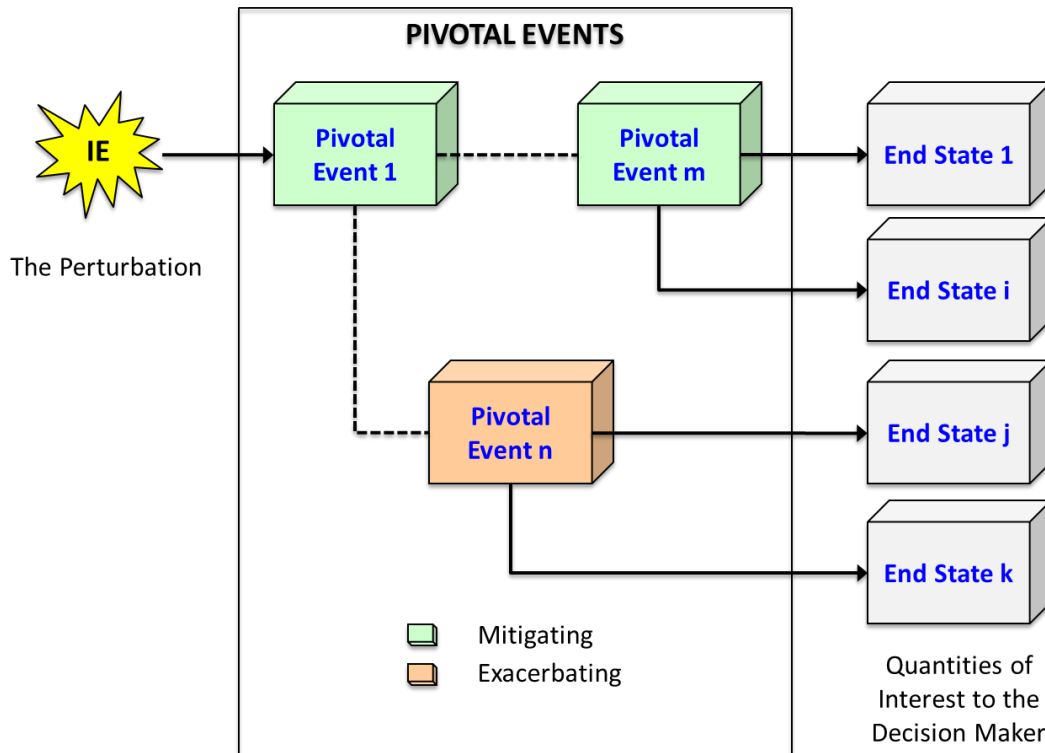 PIVOTAL EVENTS
IE
The Perturbation
Pivotal
Event 1
Pivotal
Event m
End State 1
End State i
Pivotal
Event n
End State j
End State k
Mitigating
Exacerbating
Quantities of
Interest to the
Decision Maker